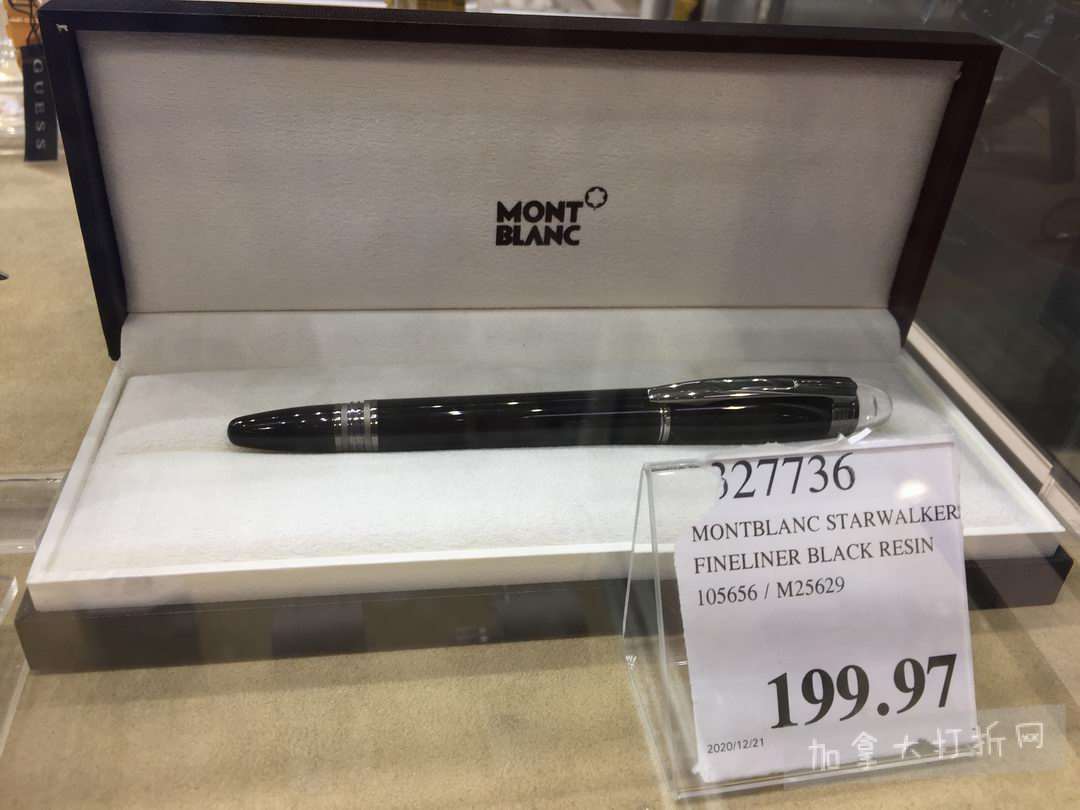 GUESS
MONT
BLANC
327736
MONTBLANC STARWALKER
FINELINER BLACK RESIN
105656 / M25629
199.97
2020/12/21
加拿大打折网